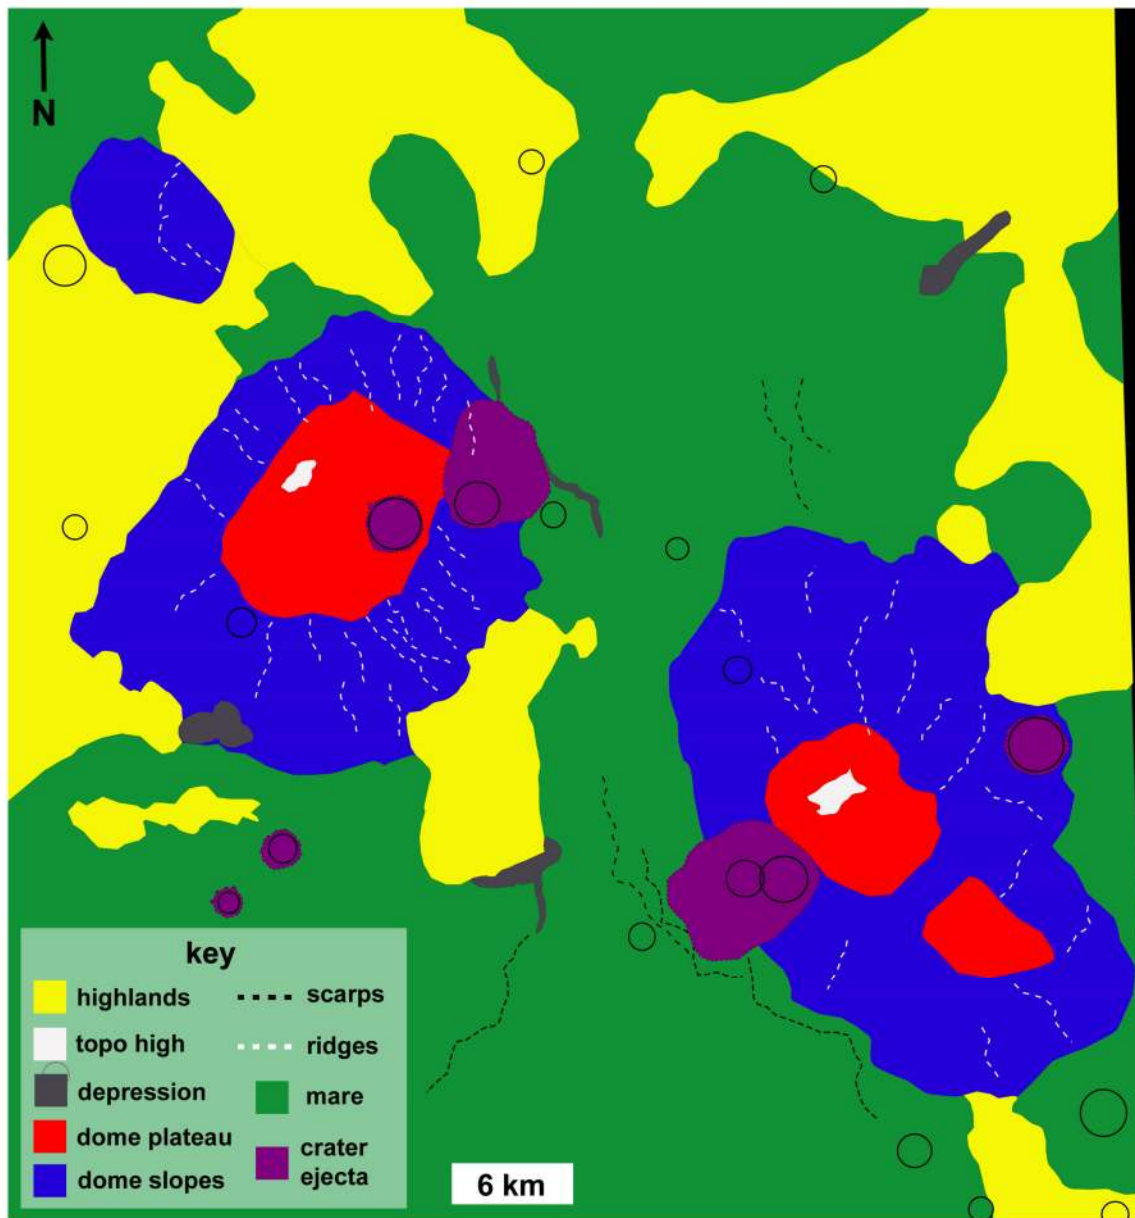 N
key
highlands
topo high
depression
dome plateau
dome slopes
scarps
ridges
mare
crater
ejecta
6 km